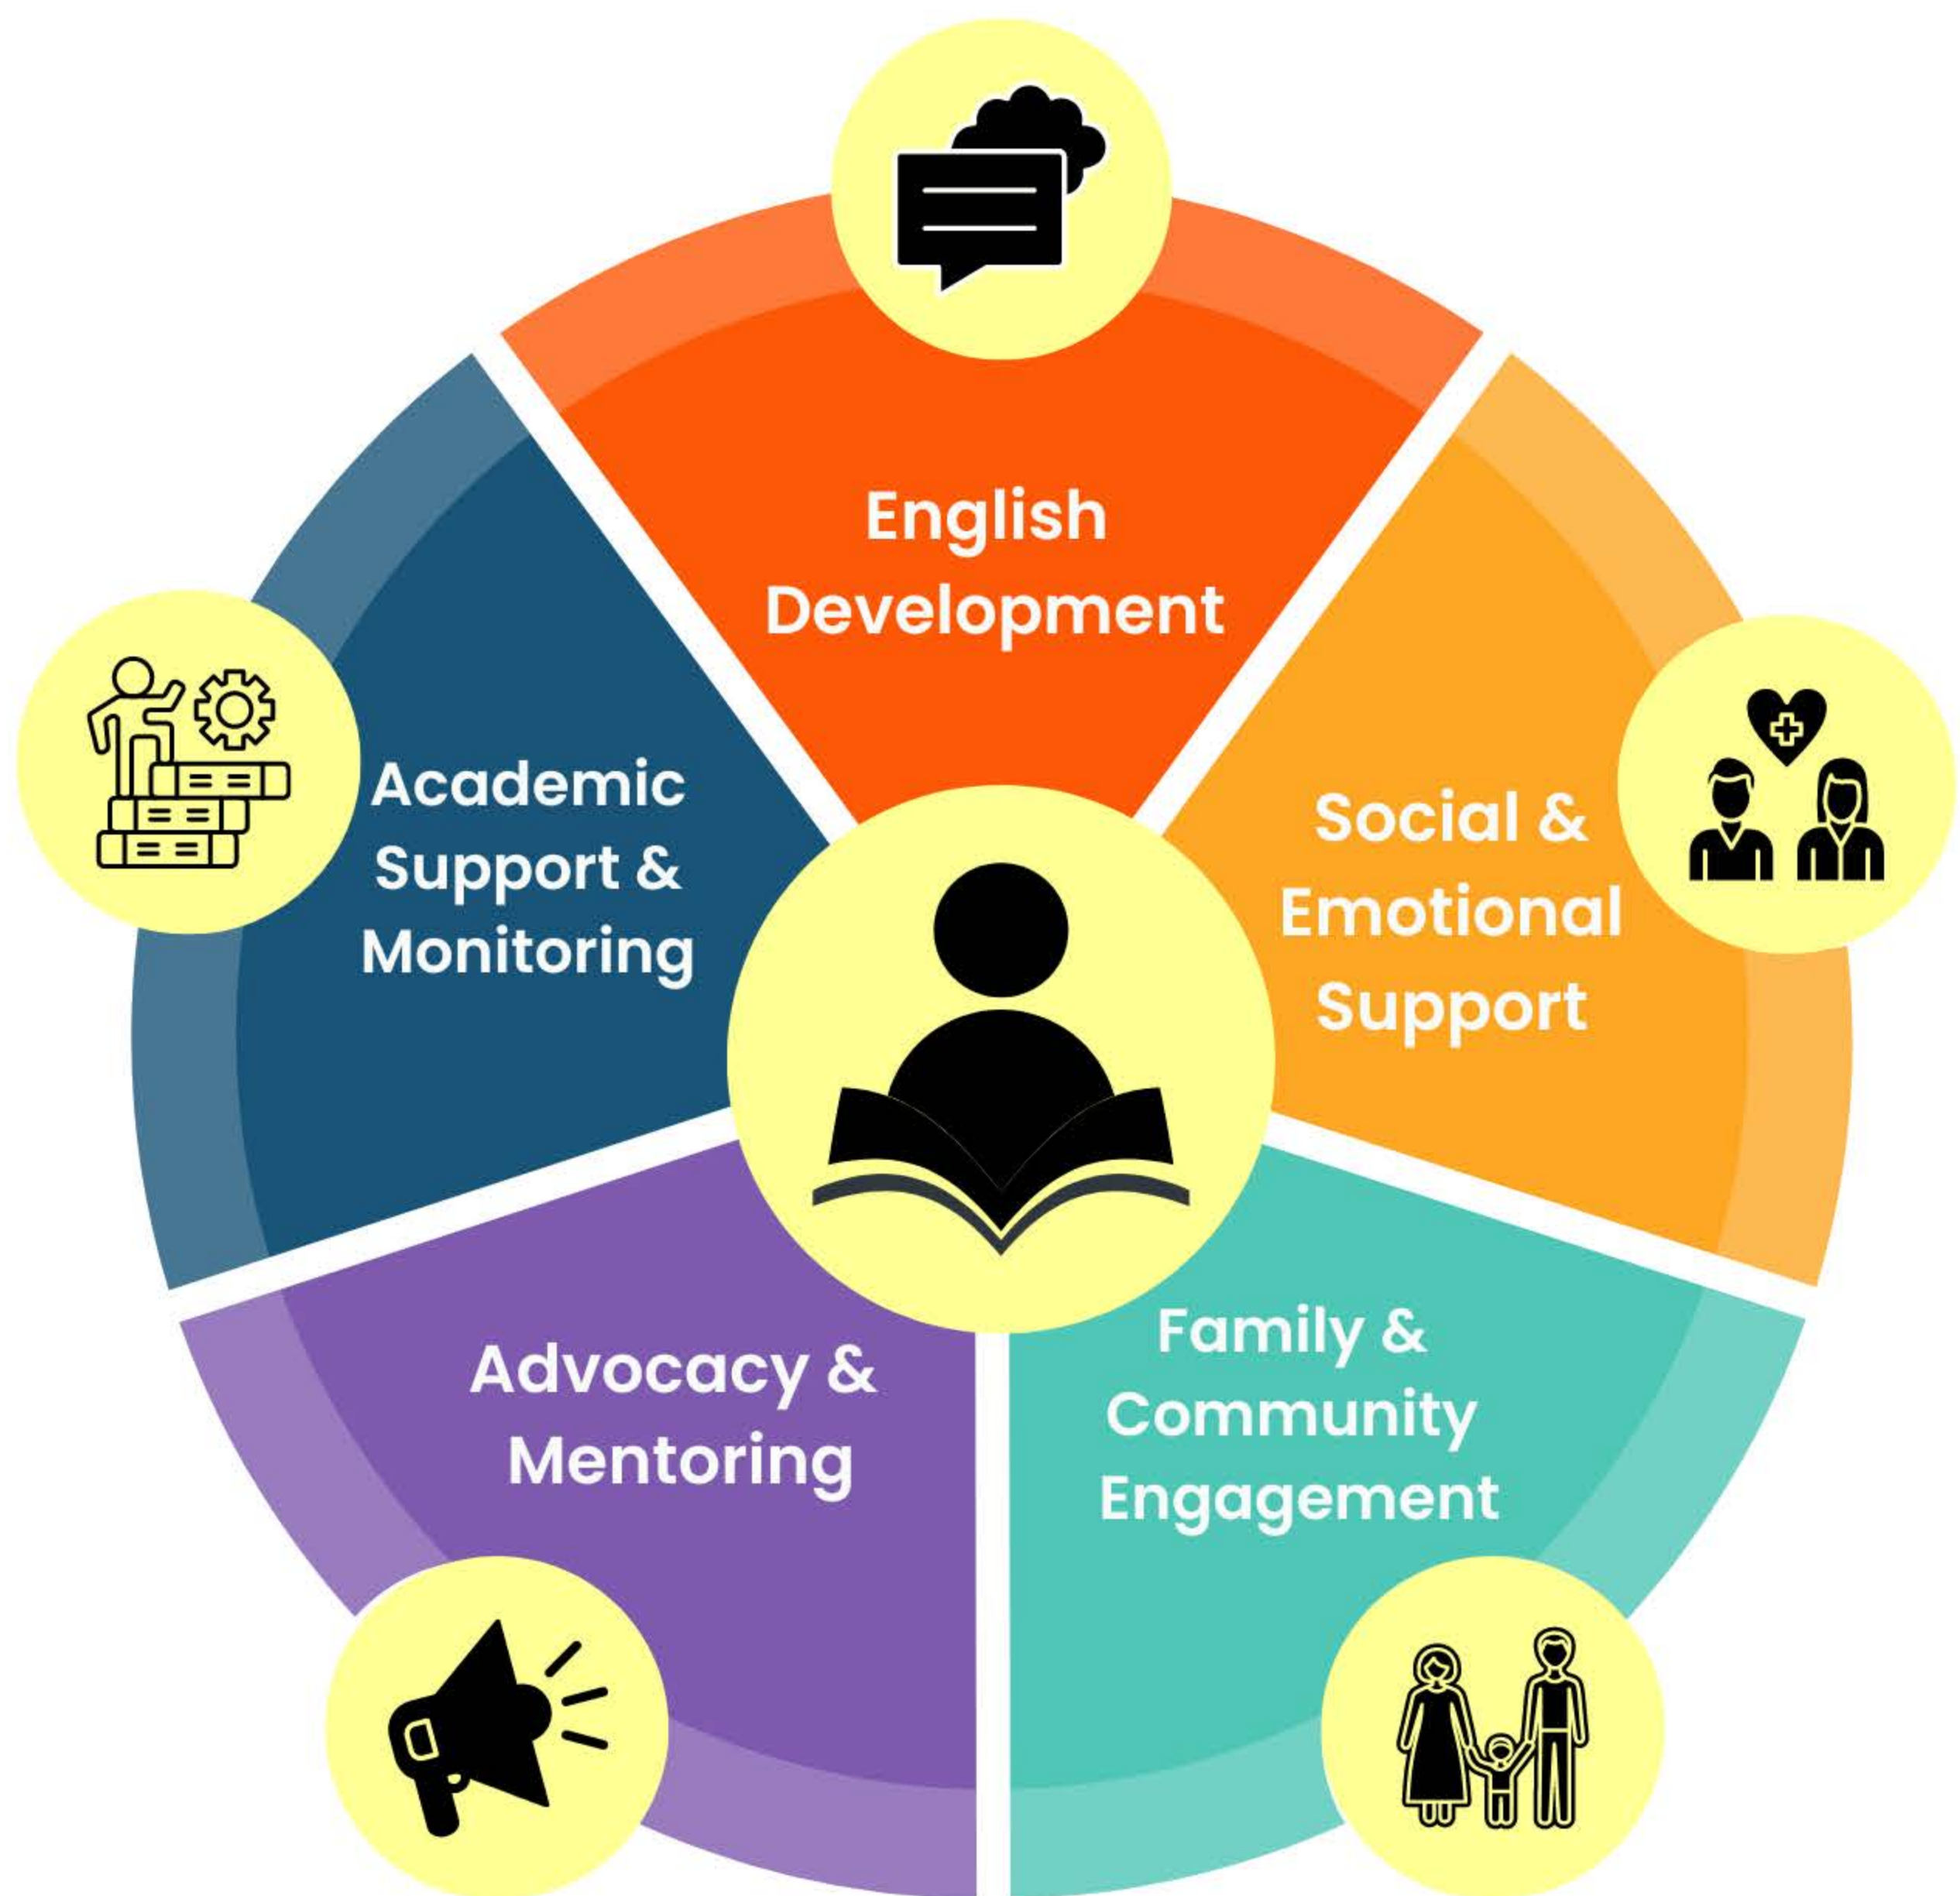 English
Development
Social &
Emotional
Support
Family &
Community
Engagement
Advocacy &
Mentoring
Academic
Support &
Monitoring